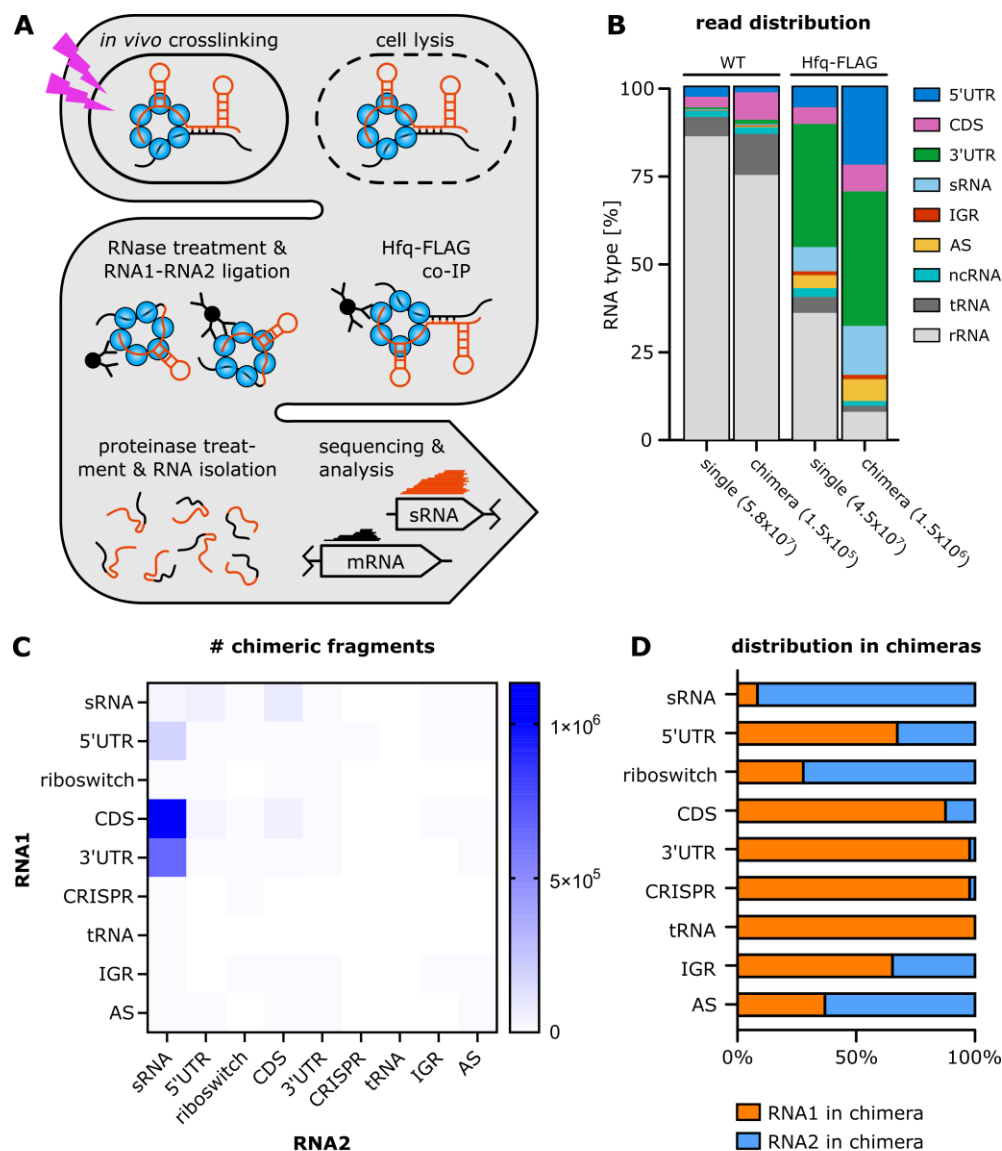 A
in vivo crosslinking
cell lysis
RNase treatment &
RNA1-RNA2 ligation
Hfq-FLAG
co-IP
proteinase treat-
ment & RNA isolation
sequencing &
analysis
sRNA
mRNA
B
read distribution
WT
Hfq-FLAG
RNA type [%]
100
75
50
25
0
single (5.8x10⁷)
chimera (1.5x10⁵)
single (4.5x10⁷)
chimera (1.5x10⁶)
5'UTR
CDS
3'UTR
sRNA
IGR
AS
ncRNA
tRNA
rRNA
C
# chimeric fragments
RNA1
sRNA
5'UTR
riboswitch
CDS
3'UTR
CRISPR
tRNA
IGR
AS
sRNA
5'UTR
riboswitch
CDS
3'UTR
CRISPR
tRNA
IGR
AS
RNA2
1×10⁶
5×10⁵
0
D
distribution in chimeras
sRNA
5'UTR
riboswitch
CDS
3'UTR
CRISPR
tRNA
IGR
AS
0%
50%
100%
RNA1 in chimera
RNA2 in chimera